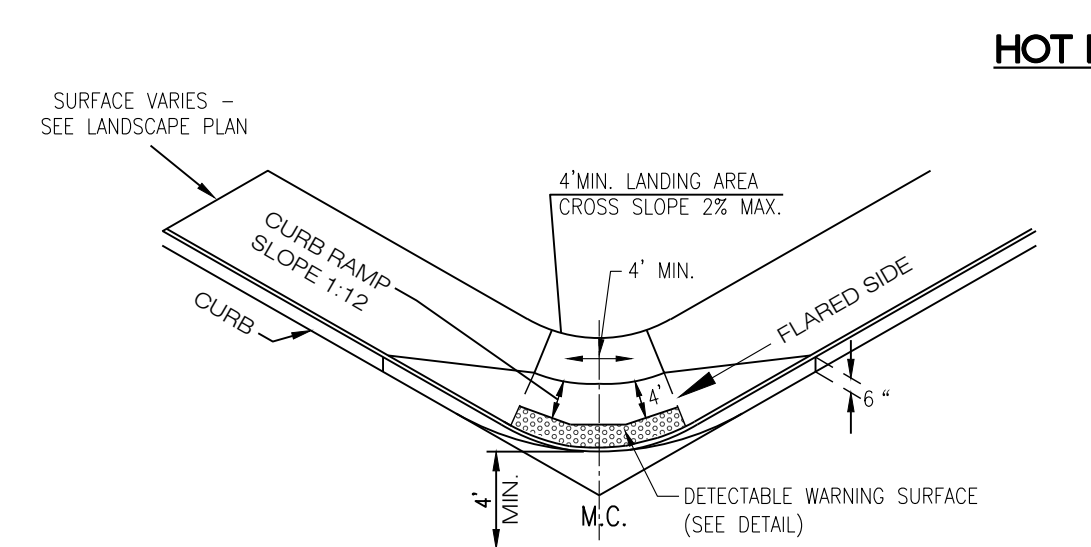 HOT
SURFACE VARIES –
SEE LANDSCAPE PLAN
4'MIN. LANDING AREA
CROSS SLOPE 2% MAX.
4' MIN.
CURB RAMP
SLOPE 1:12
CURB
FLARED SIDE
4'
6 "
4'
MIN.
M.C.
DETECTABLE WARNING SURFACE
(SEE DETAIL)